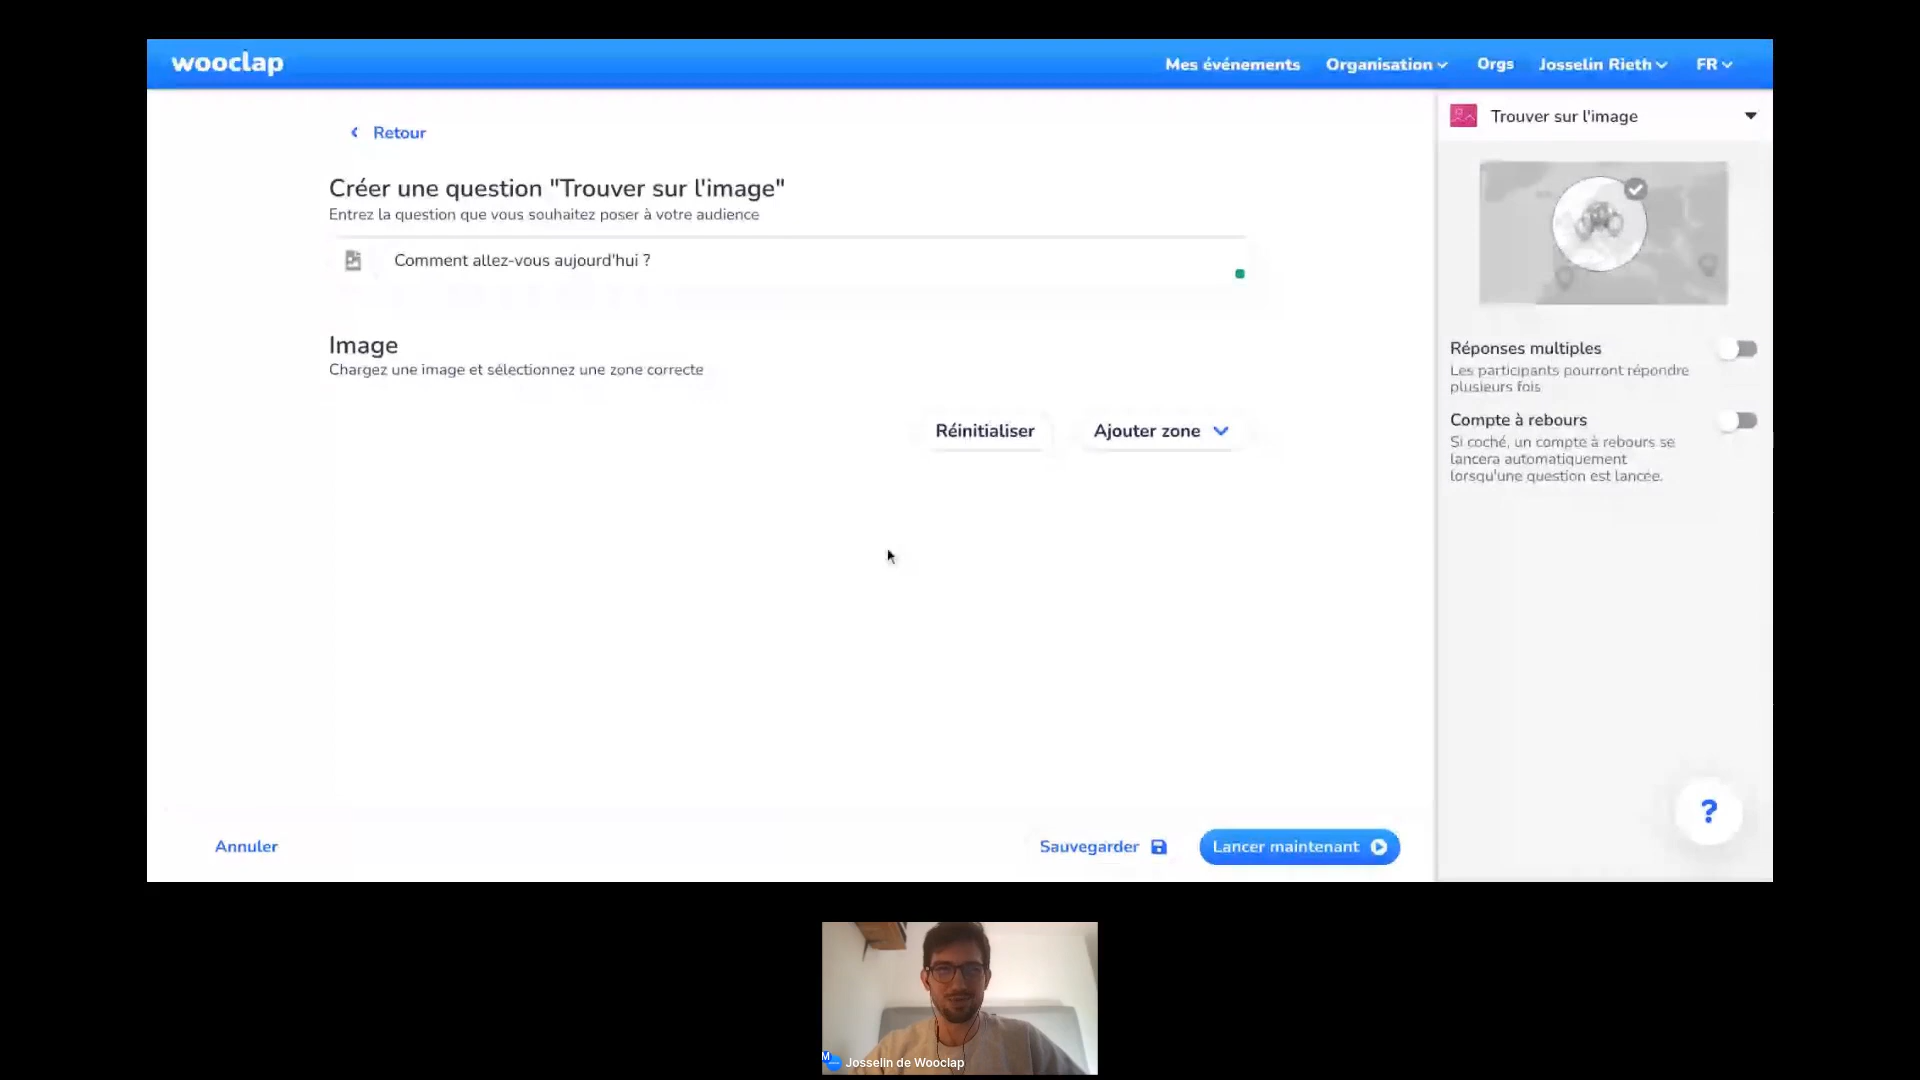 wooclap
Mes événements Organisation Orgs Josselin Rieth FR
Retour
Créer une question "Trouver sur l'image"
Entrez la question que vous souhaitez poser à votre audience
Comment allez-vous aujourd'hui ?
Image
Chargez une image et sélectionnez une zone correcte
Réinitialiser Ajouter zone
Annuler Sauvegarder Lancer maintenant
Trouver sur l'image
Réponses multiples
Les participants pourront répondre
plusieurs fois
Compte à rebours
Si coché, un compte à rebours se
lancera automatiquement
lorsqu'une question est lancée.
?
M
Josselin de Wooclap